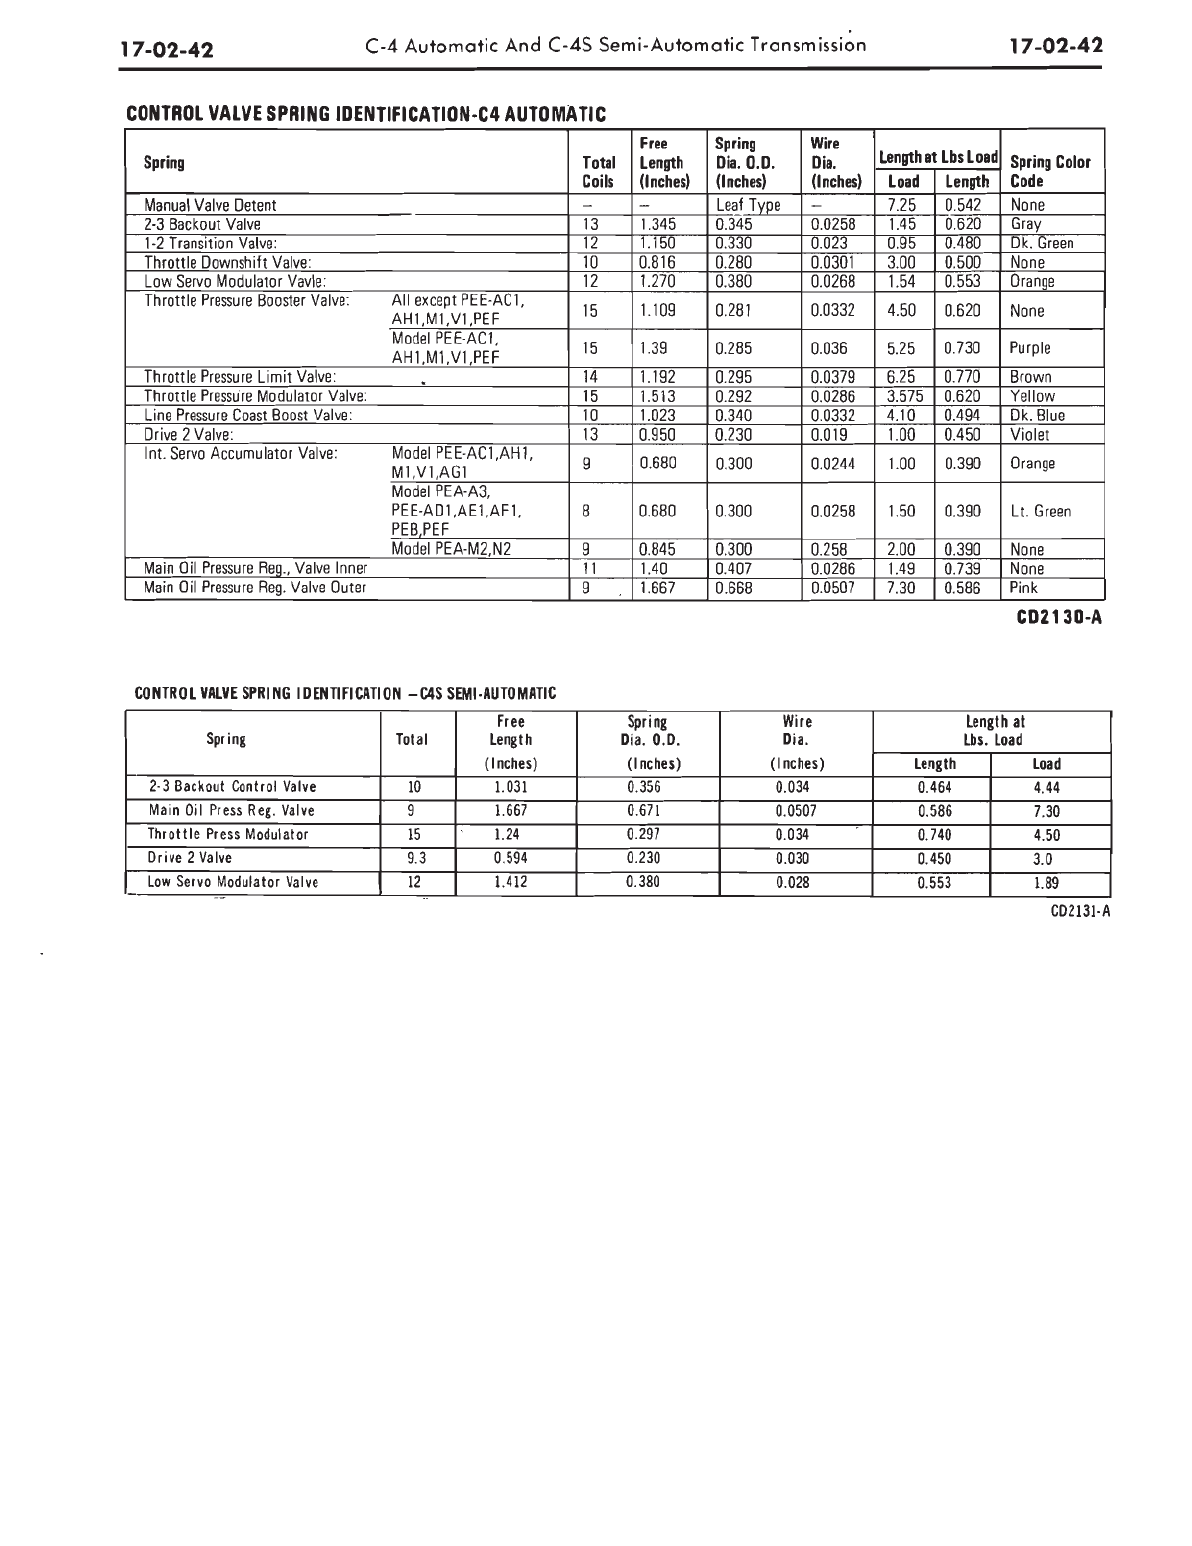 17-02-42 C-4 Automatic And C-4S Semi-Automatic Transmission 17-02-42
CONTROL VALVE SPRING IDENTIFICATION-C4 AUTOMATIC
Spring Total Coils Free Length (Inches) Spring Dia. O.D. (Inches) Wire Dia. (Inches) Length at Lbs Load Spring Color Code
Load Length
Manual Valve Detent – – Leaf Type – 7.25 0.542 None
2-3 Backout Valve 13 1.345 0.345 0.0258 1.45 0.620 Gray
1-2 Transition Valve: 12 1.150 0.330 0.023 0.95 0.480 Dk. Green
Throttle Downshift Valve: 10 0.816 0.280 0.0301 3.00 0.500 None
Low Servo Modulator Vavle: 12 1.270 0.380 0.0268 1.54 0.553 Orange
Throttle Pressure Booster Valve: All except PEE-AC1,
AH1,M1,V1,PEF 15 1.109 0.281 0.0332 4.50 0.620 None
Model PEE-AC1,
AH1,M1,V1,PEF 15 1.39 0.285 0.036 5.25 0.730 Purple
Throttle Pressure Limit Valve: 14 1.192 0.295 0.0379 6.25 0.770 Brown
Throttle Pressure Modulator Valve: 15 1.513 0.292 0.0286 3.575 0.620 Yellow
Line Pressure Coast Boost Valve: 10 1.023 0.340 0.0332 4.10 0.494 Dk. Blue
Drive 2 Valve: 13 0.950 0.230 0.019 1.00 0.450 Violet
Int. Servo Accumulator Valve: Model PEE-AC1,AH1,
M1,V1,AG1 9 0.680 0.300 0.0244 1.00 0.390 Orange
Model PEA-A3,
PEE-AD1,AE1,AF1, 8 0.680 0.300 0.0258 1.50 0.390 Lt. Green
PEB,PEF
Model PEA-M2,N2 9 0.845 0.300 0.258 2.00 0.390 None
Main Oil Pressure Reg., Valve Inner 11 1.40 0.407 0.0286 1.49 0.739 None
Main Oil Pressure Reg. Valve Outer 9 1.667 0.668 0.0507 7.30 0.586 Pink
CD2130-A
CONTROL VALVE SPRING IDENTIFICATION –C4S SEMI-AUTOMATIC
Spring Total Free Length (Inches) Spring Dia. O.D. (Inches) Wire Dia. (Inches) Length at Lbs. Load
Length Load
2-3 Backout Control Valve 10 1.031 0.356 0.034 0.464 4.44
Main Oil Press Reg. Valve 9 1.667 0.671 0.0507 0.586 7.30
Throttle Press Modulator 15 1.24 0.297 0.034 0.740 4.50
Drive 2 Valve 9.3 0.594 0.230 0.030 0.450 3.0
Low Servo Modulator Valve 12 1.412 0.380 0.028 0.553 1.89
CD2131-A